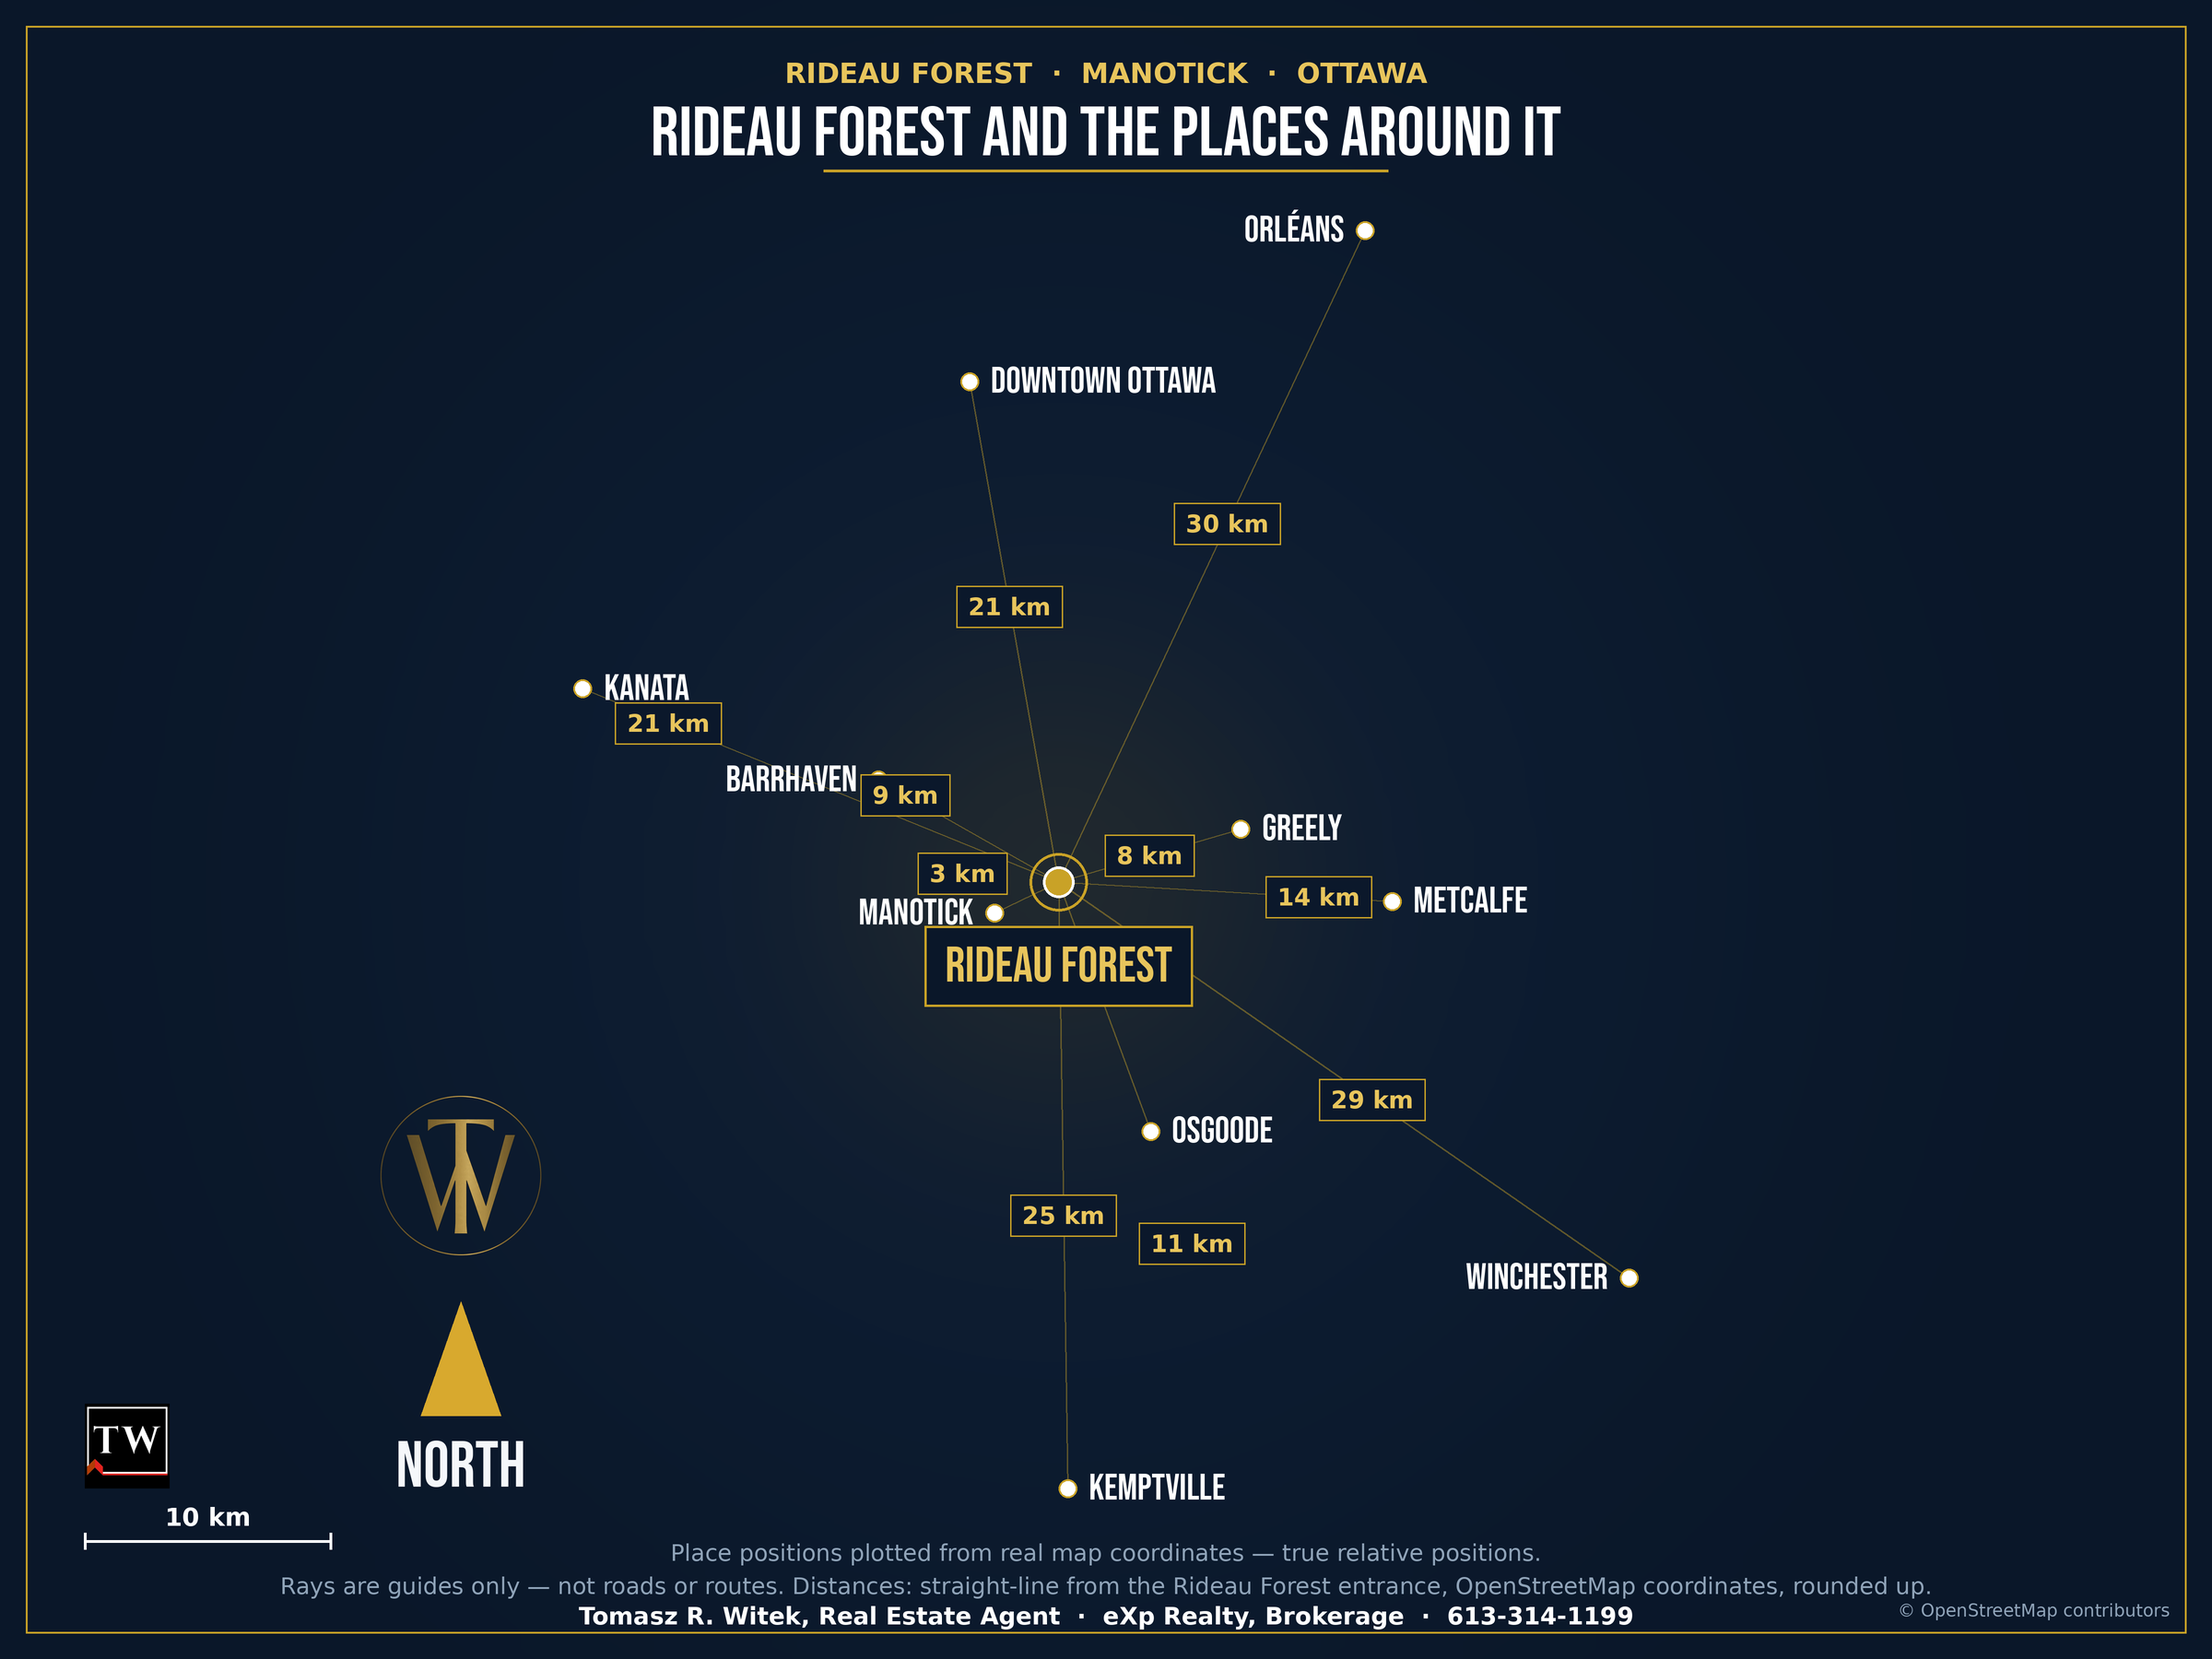 RIDEAU FOREST · MANOTICK · OTTAWA
RIDEAU FOREST AND THE PLACES AROUND IT
ORLÉANS
DOWNTOWN OTTAWA
30 km
21 km
KANATA
21 km
BARRHAVEN
9 km
GREELY
8 km
3 km
14 km
METCALFE
MANOTICK
RIDEAU FOREST
29 km
OSGOODE
25 km
11 km
WINCHESTER
TW
NORTH
TW
KEMPTVILLE
10 km
Place positions plotted from real map coordinates — true relative positions.
Rays are guides only — not roads or routes. Distances: straight-line from the Rideau Forest entrance, OpenStreetMap coordinates, rounded up.
Tomasz R. Witek, Real Estate Agent · eXp Realty, Brokerage · 613-314-1199
© OpenStreetMap contributors